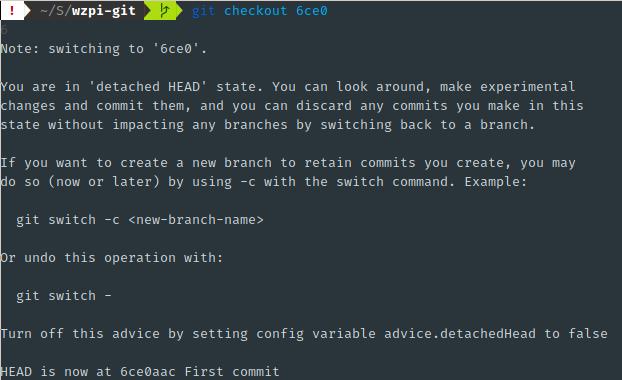 ! ~/S/wzpi-git git checkout 6ce0
Note: switching to '6ce0'.
You are in 'detached HEAD' state. You can look around, make experimental
changes and commit them, and you can discard any commits you make in this
state without impacting any branches by switching back to a branch.
If you want to create a new branch to retain commits you create, you may
do so (now or later) by using -c with the switch command. Example:
git switch -c <new-branch-name>
Or undo this operation with:
git switch -
Turn off this advice by setting config variable advice.detachedHead to false
HEAD is now at 6ce0aac First commit